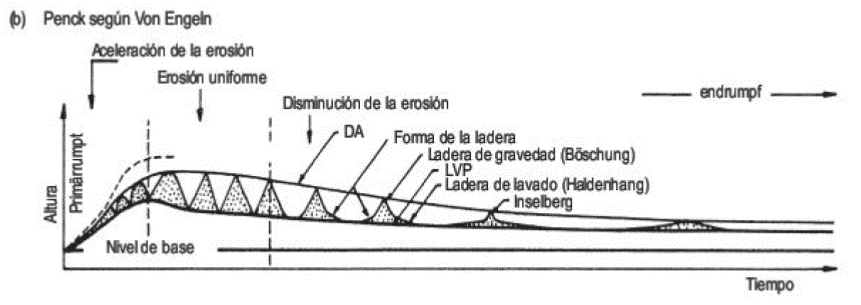 (b) Penck según Von Engeln
Aceleración de la erosión
Erosión uniforme
Disminución de la erosión
endrumpf
DA
Forma de la ladera
Ladera de gravedad (Böschung)
LVP
Ladera de lavado (Haldenhang)
Inselberg
Altura
Primärrumpt
Nivel de base
Tiempo